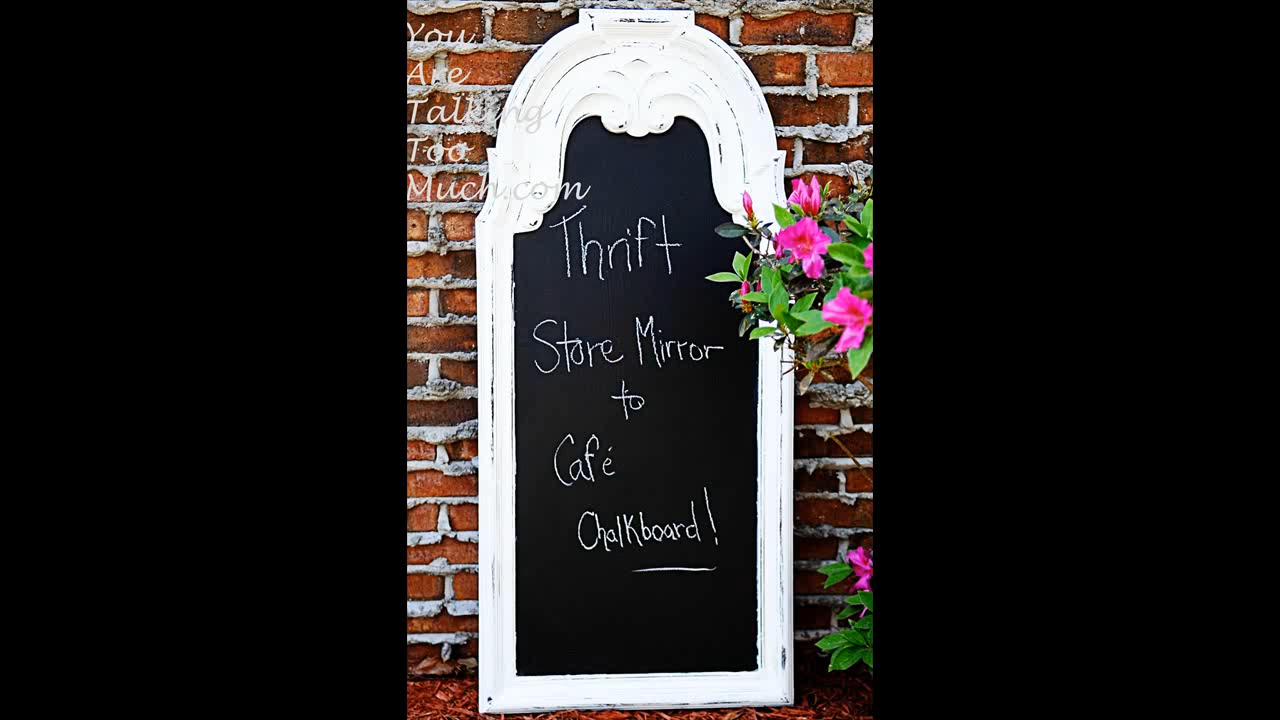 You
Are
Talking
Too
Much.com
Thrift
Store Mirror
to
Café
Chalkboard!